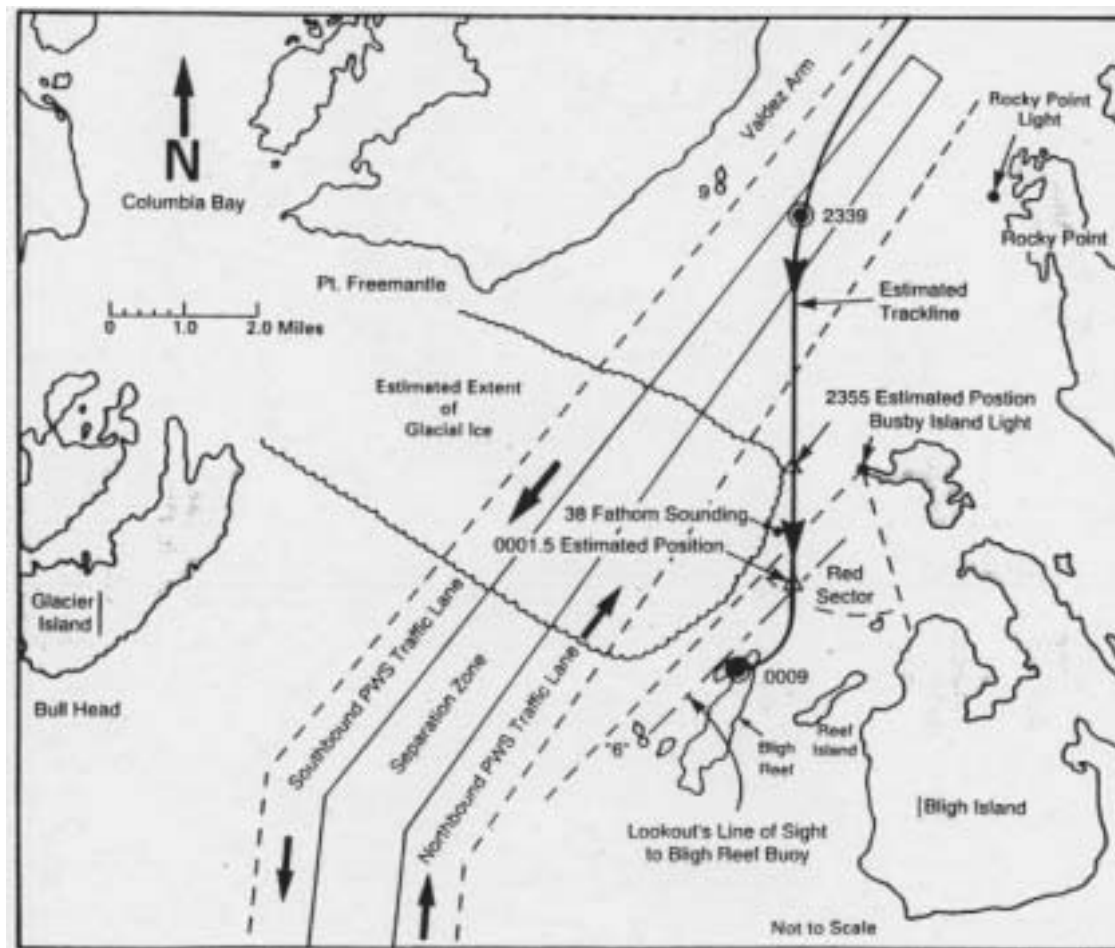 Valdez Arm
Rocky Point
Light
N
Columbia Bay
9
2339
Rocky Point
Pt. Freemantle
Estimated
Trackline
0 1.0 2.0 Miles
Estimated Extent
of
Glacial Ice
2355 Estimated Postion
Busby Island Light
38 Fathom Sounding
0001.5 Estimated Position
Red
Sector
Glacier
Island
Southbound PWS Traffic Lane
Separation Zone
Northbound PWS Traffic Lane
0009
Bull Head
"6"
Bligh
Reef
Reef
Island
Bligh Island
Lookout's Line of Sight
to Bligh Reef Buoy
Not to Scale